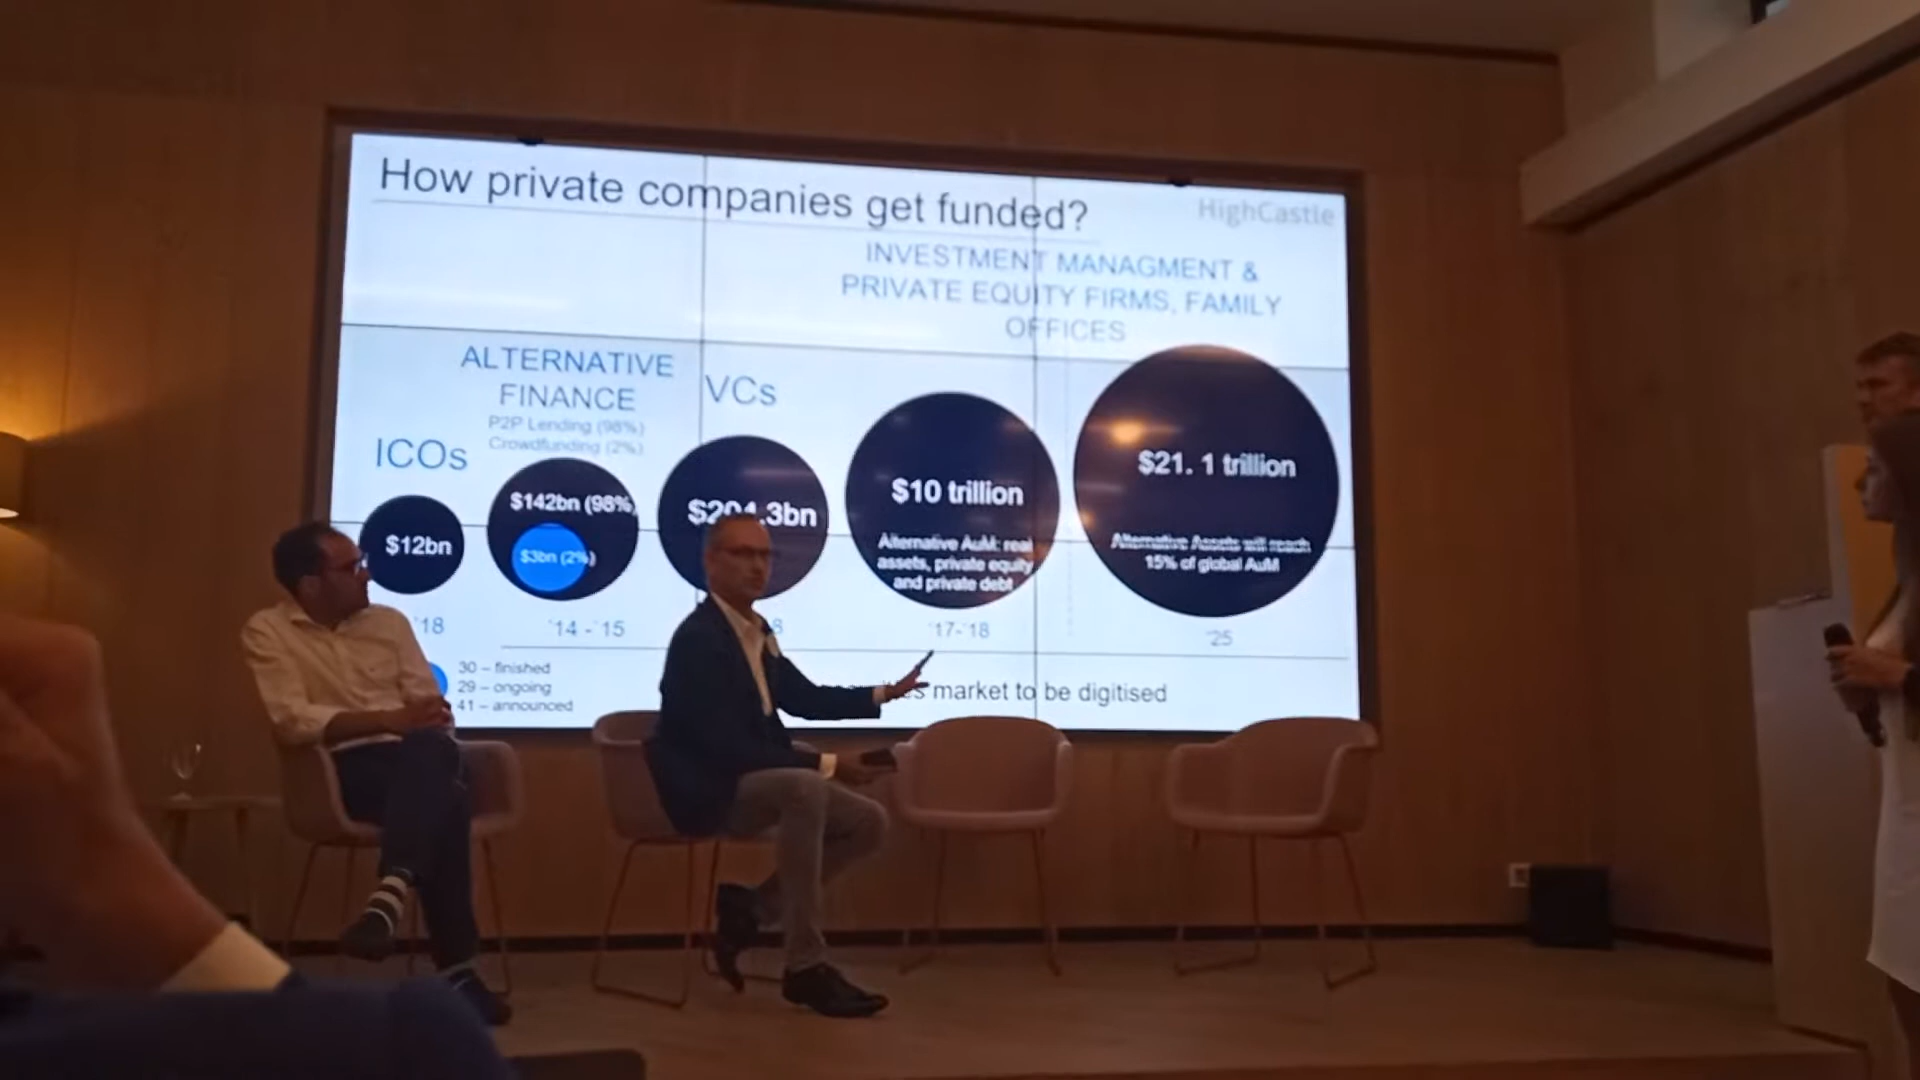 How private companies get funded?
HighCastle
INVESTMENT MANAGMENT &
PRIVATE EQUITY FIRMS, FAMILY
OFFICES
ALTERNATIVE
FINANCE
P2P Lending (98%)
Crowdfunding (2%)
VCs
ICOs
$12bn
$142bn (98%)
$3bn (2%)
3bn
$10 trillion
Alternative AuM: real
assets, private equity
and private debt
$21. 1 trillion
Alternative Assets will reach
15% of global AuM
'18
'14 - '15
'17-'18
'25
30 – finished
29 – ongoing
41 – announced
market to be digitised